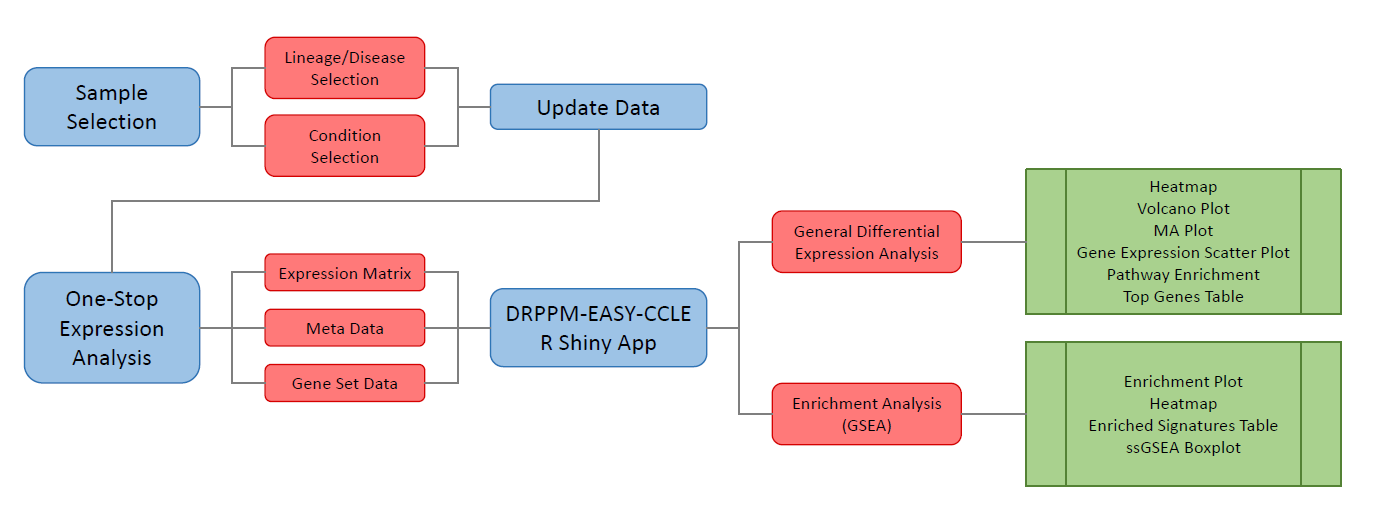 Sample
Selection
Lineage/Disease
Selection
Condition
Selection
Update Data
One-Stop
Expression
Analysis
Expression Matrix
Meta Data
Gene Set Data
DRPPM-EASY-CCLE
R Shiny App
General Differential
Expression Analysis
Enrichment Analysis
(GSEA)
Heatmap
Volcano Plot
MA Plot
Gene Expression Scatter Plot
Pathway Enrichment
Top Genes Table
Enrichment Plot
Heatmap
Enriched Signatures Table
ssGSEA Boxplot